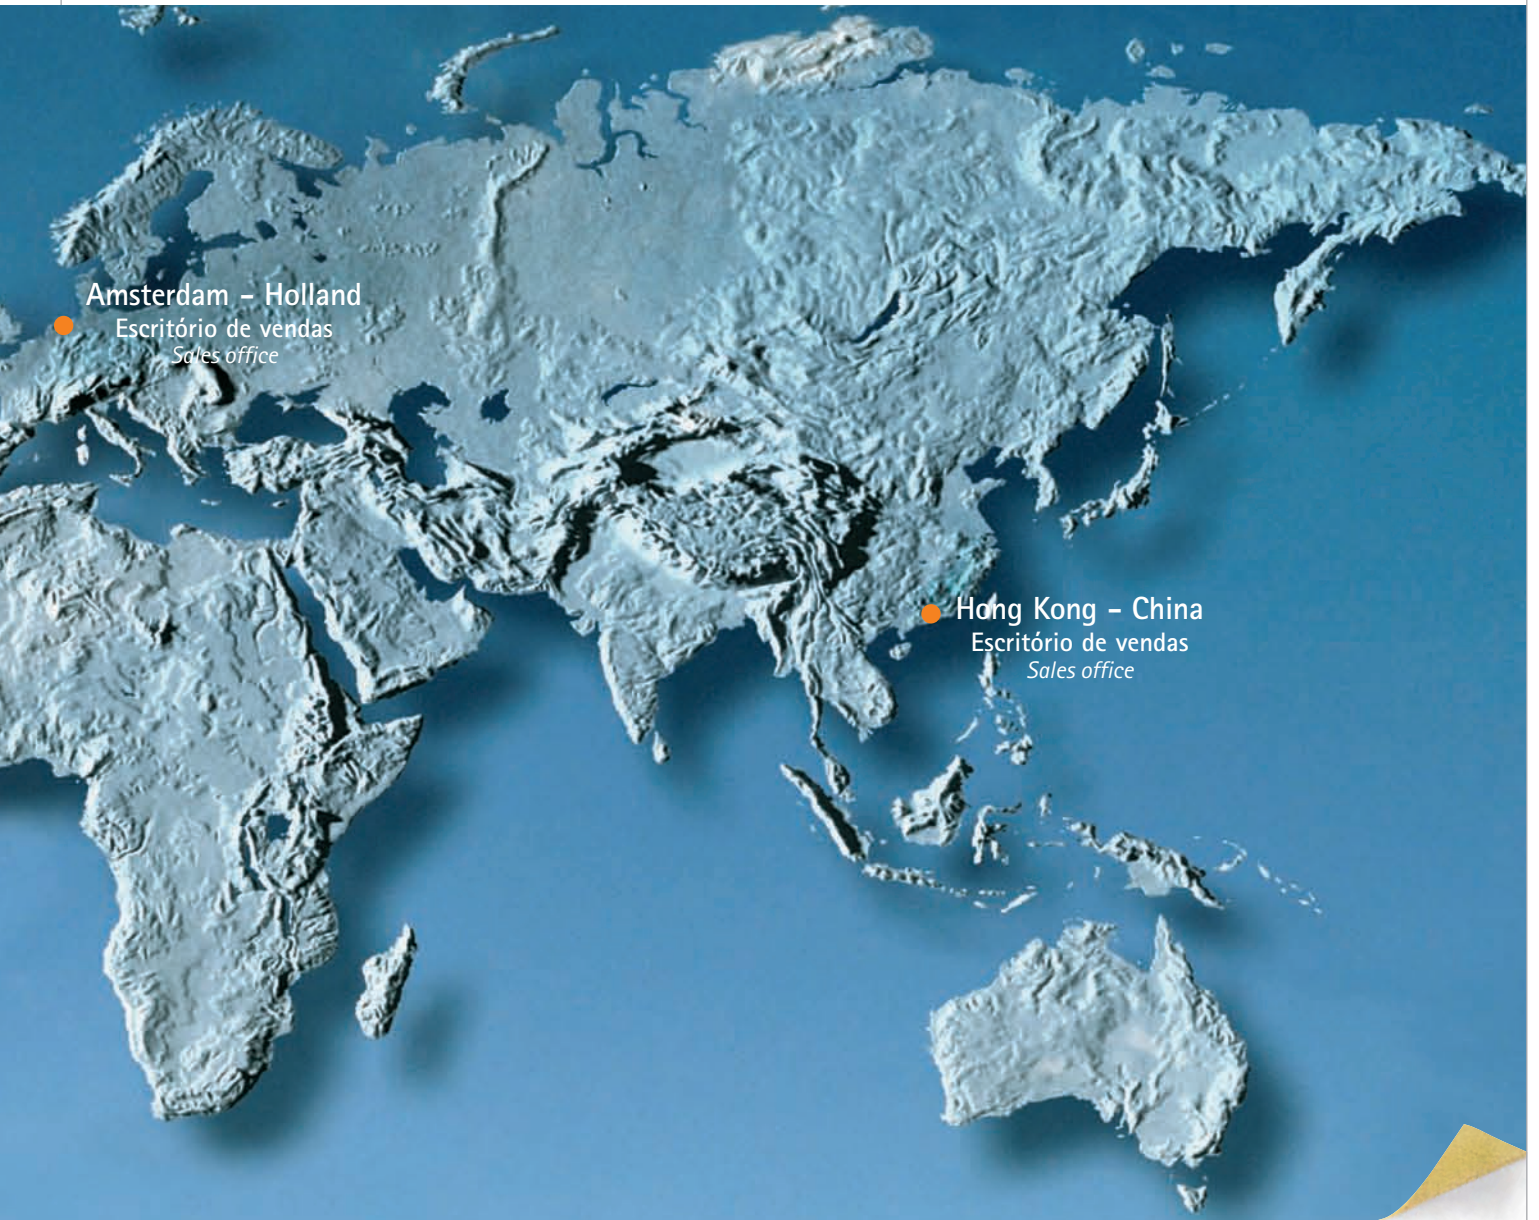 Amsterdam – Holland
Escritório de vendas
Sales office
Hong Kong – China
Escritório de vendas
Sales office